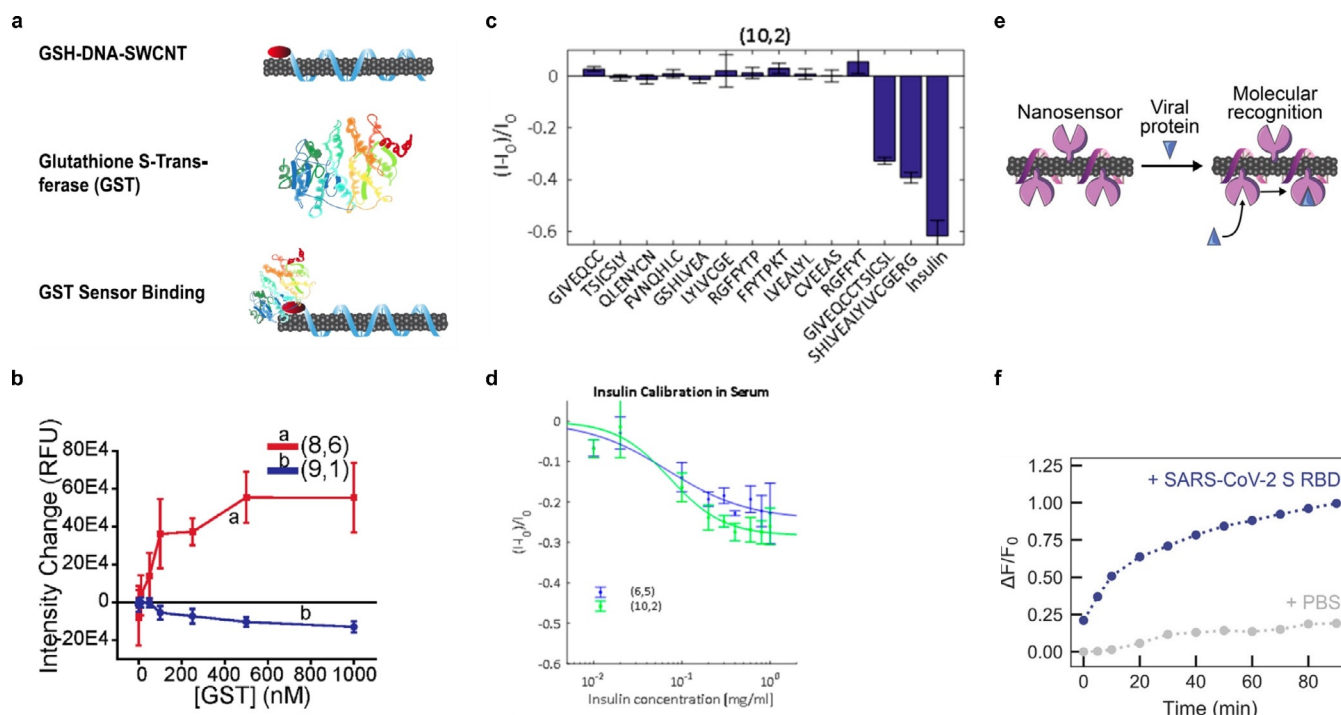 a
GSH-DNA-SWCNT
Glutathione S-Trans-
ferase (GST)
GST Sensor Binding
b
Intensity Change (RFU)
80E4
60E4
40E4
20E4
0
-20E4
a (8,6)
b (9,1)
a
b
0 200 400 600 800 1000
[GST] (nM)
c
(10,2)
(I-I0)/I0
0
-0.2
-0.4
-0.6
GIVEQCC
TSICSLY
QLENYCN
FVNQHLC
GSHLVEA
LYLVCGE
RGFFYTP
FFYTPKT
LVEALYL
CVEEAS
RGFFYT
GIVEQCCTSICSL
SHLVEALYLVCGERG
Insulin
d
Insulin Calibration in Serum
(I-I0)/I0
0
-0.1
-0.2
-0.3
-0.4
-0.5
-0.6
(6,5)
(10,2)
10-2 10-1 100
Insulin concentration [mg/ml]
e
Nanosensor
Viral
protein
Molecular
recognition
f
ΔF/F0
1.25
1.00
0.75
0.50
0.25
0.00
+ SARS-CoV-2 S RBD
+ PBS
0 20 40 60 80
Time (min)